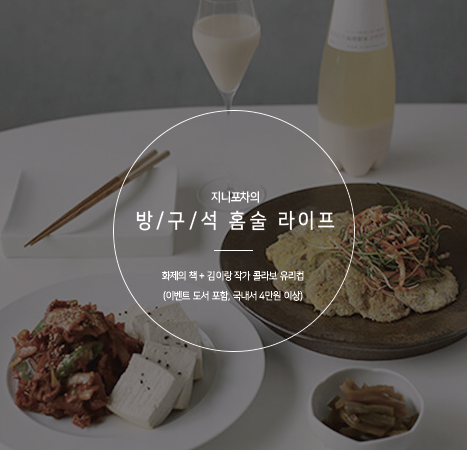 지니포차의
방/구/석 홈술 라이프
화제의 책 + 김이랑 작가 콜라보 유리컵
(이벤트 도서 포함, 국내서 4만원 이상)